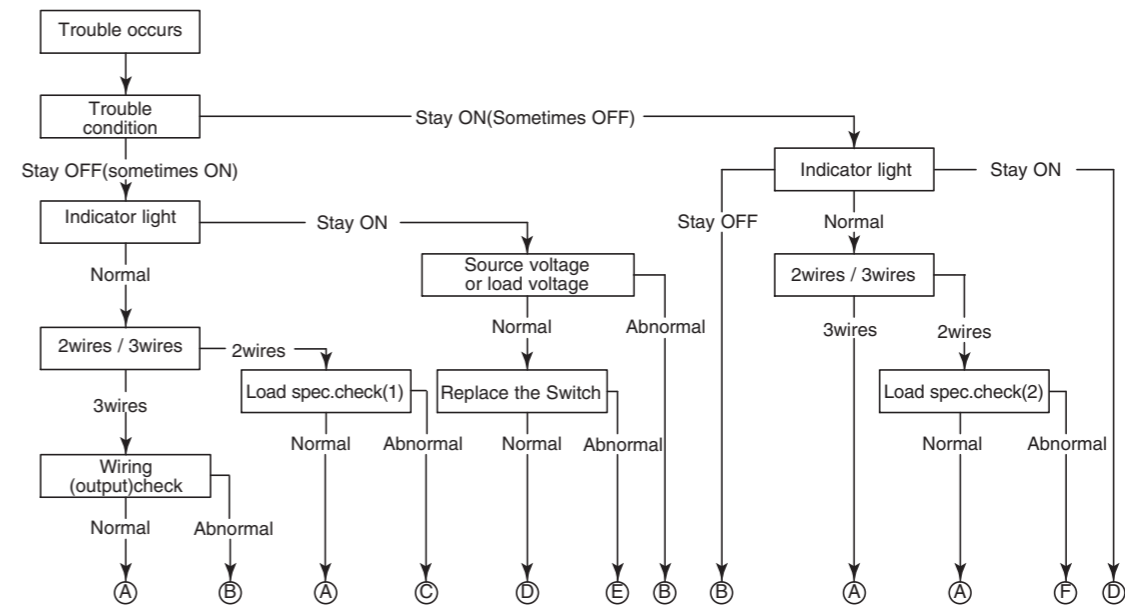 Trouble occurs
Trouble
condition
Stay ON(Sometimes OFF)
Stay OFF(sometimes ON)
Indicator light
Stay ON
Indicator light
Stay ON
Stay OFF
Normal
Normal
Source voltage
or load voltage
2wires / 3wires
Normal
Abnormal
3wires
2wires
2wires / 3wires
2wires
Load spec.check(1)
Replace the Switch
Load spec.check(2)
3wires
Normal
Abnormal
Normal
Abnormal
Normal
Abnormal
Wiring
(output)check
Normal
Abnormal
A
B
A
C
D
E
B
B
A
A
F
D